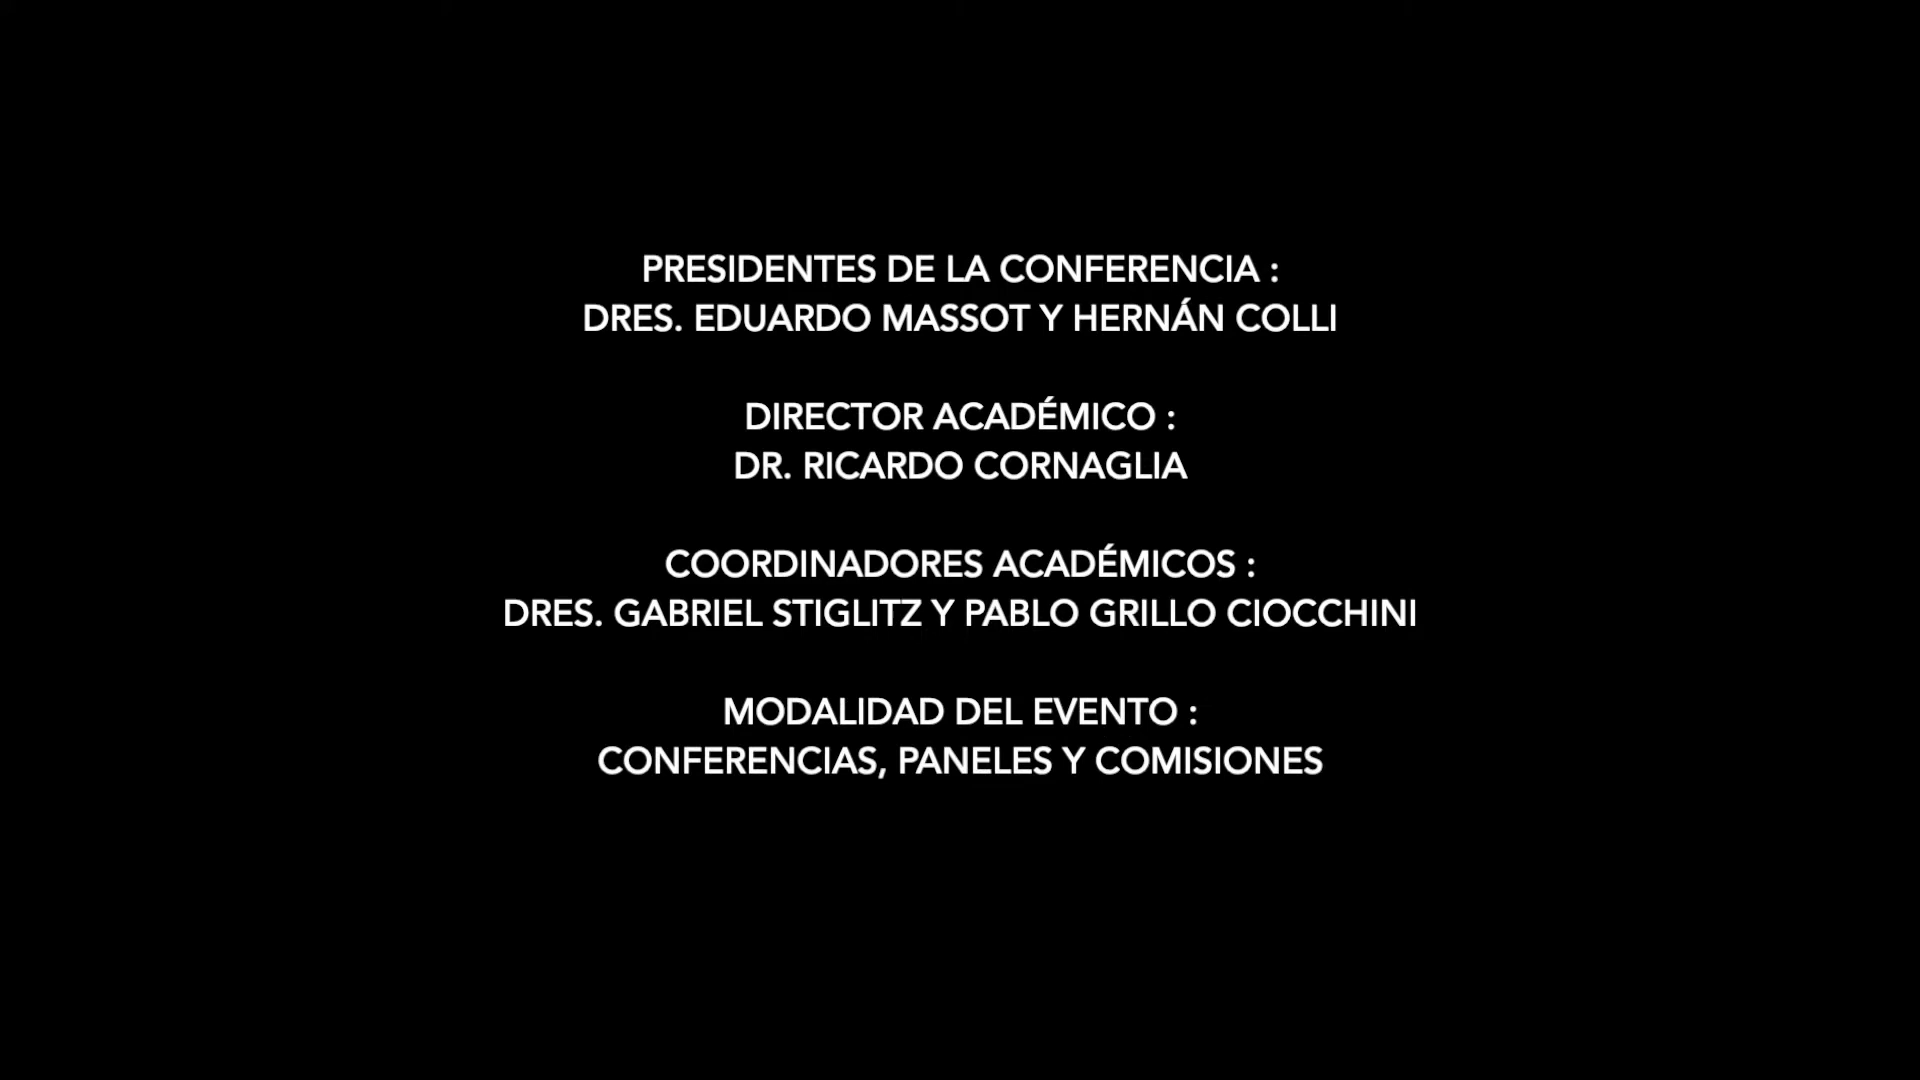 PRESIDENTES DE LA CONFERENCIA :
DRES. EDUARDO MASSOT Y HERNÁN COLLI
DIRECTOR ACADÉMICO :
DR. RICARDO CORNAGLIA
COORDINADORES ACADÉMICOS :
DRES. GABRIEL STIGLITZ Y PABLO GRILLO CIOCCHINI
MODALIDAD DEL EVENTO :
CONFERENCIAS, PANELES Y COMISIONES